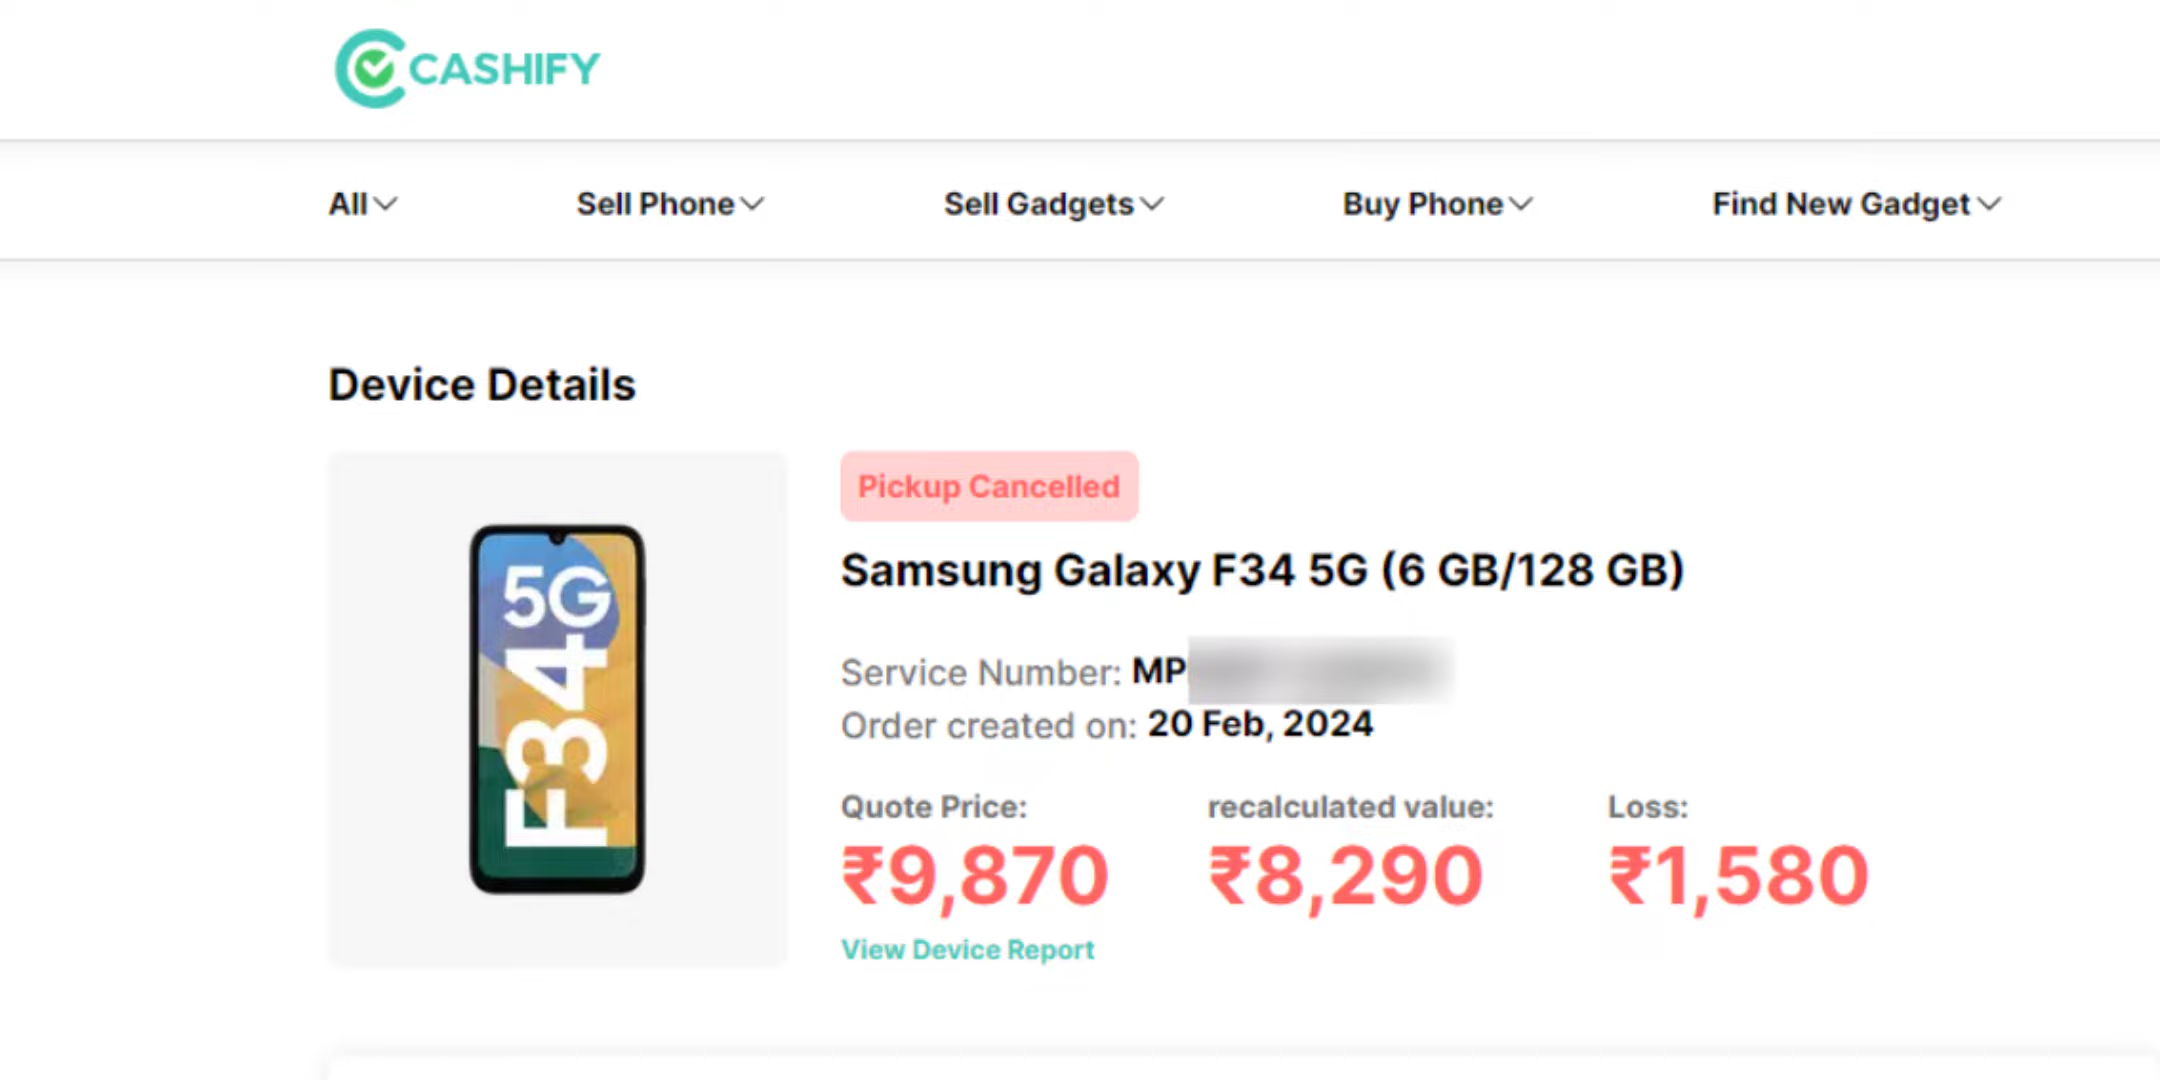 CASHIFY
All
Sell Phone
Sell Gadgets
Buy Phone
Find New Gadget
Device Details
5G
F34
Pickup Cancelled
Samsung Galaxy F34 5G (6 GB/128 GB)
Service Number: MP
Order created on: 20 Feb, 2024
Quote Price:
₹9,870
recalculated value:
₹8,290
Loss:
₹1,580
View Device Report